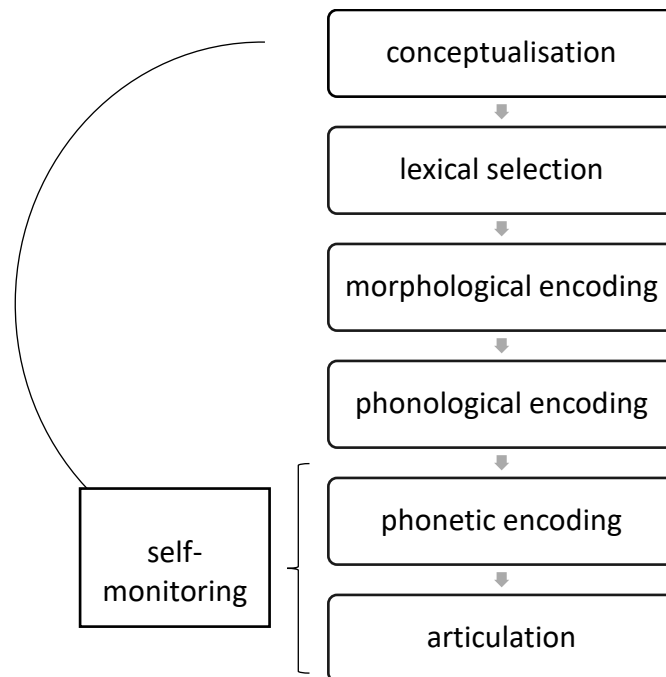 conceptualisation
lexical selection
morphological encoding
phonological encoding
phonetic encoding
self-
monitoring
articulation